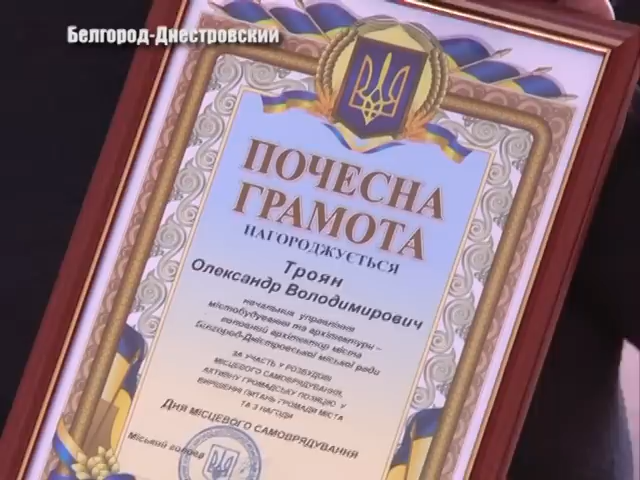 Белгород-Днестровский
ПОЧЕСНА
ГРАМОТА
НАГОРОДЖУЄТЬСЯ
Троян
Олександр Володимирович
начальник управління
містобудування та архітектури –
головний архітектор міста
Білгород-Дністровської міської ради
ЗА УЧАСТЬ У РОЗБУДОВІ
МІСЦЕВОГО САМОВРЯДУВАННЯ,
АКТИВНУ ГРОМАДСЬКУ ПОЗИЦІЮ У
ВИРІШЕННІ ПИТАНЬ ГРОМАДИ МІСТА
ТА З НАГОДИ
ДНЯ МІСЦЕВОГО САМОВРЯДУВАННЯ
Міський голова